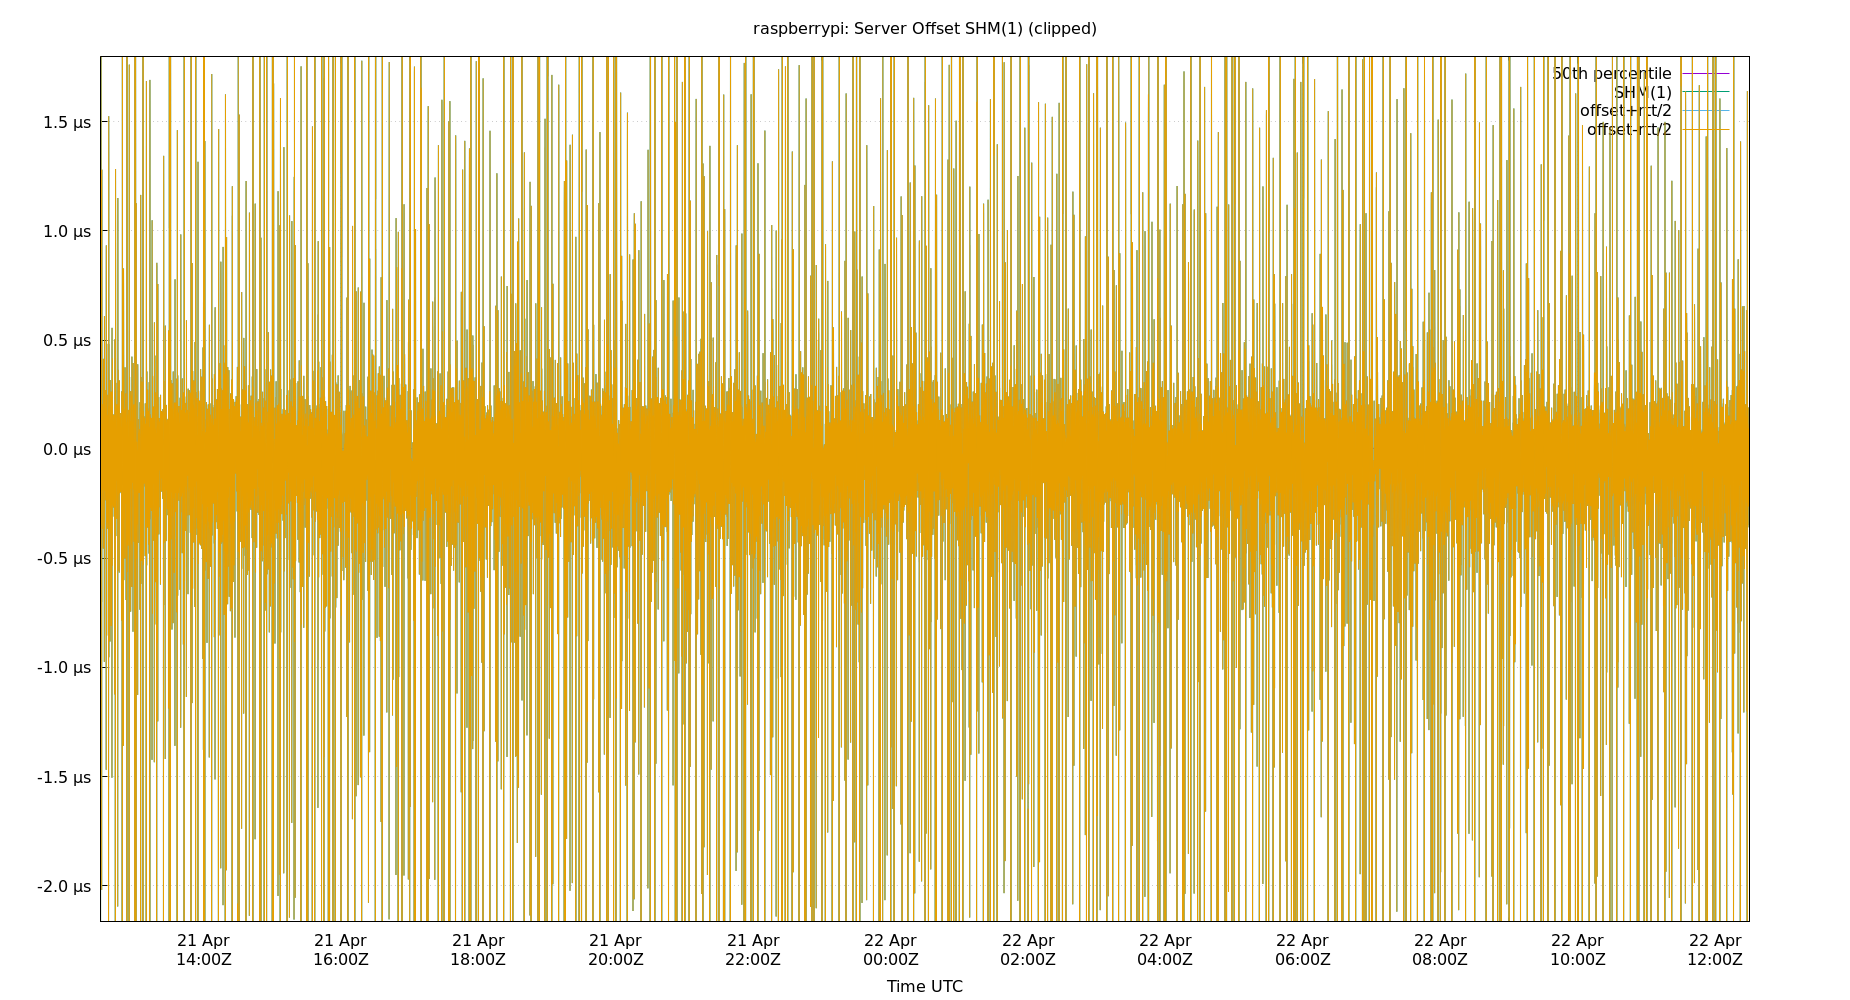 raspberrypi: Server Offset SHM(1) (clipped)
50th percentile
SHM(1)
offset+rtt/2
offset-rtt/2
1.5 µs
1.0 µs
0.5 µs
0.0 µs
-0.5 µs
-1.0 µs
-1.5 µs
-2.0 µs
21 Apr 21 Apr 21 Apr 21 Apr 21 Apr 22 Apr 22 Apr 22 Apr 22 Apr 22 Apr 22 Apr 22 Apr
14:00Z 16:00Z 18:00Z 20:00Z 22:00Z 00:00Z 02:00Z 04:00Z 06:00Z 08:00Z 10:00Z 12:00Z
Time UTC